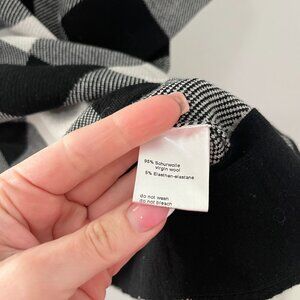 95% Schurwolle
Virgin wool
5% Elasthan-elastane
do not wash
do not bleach